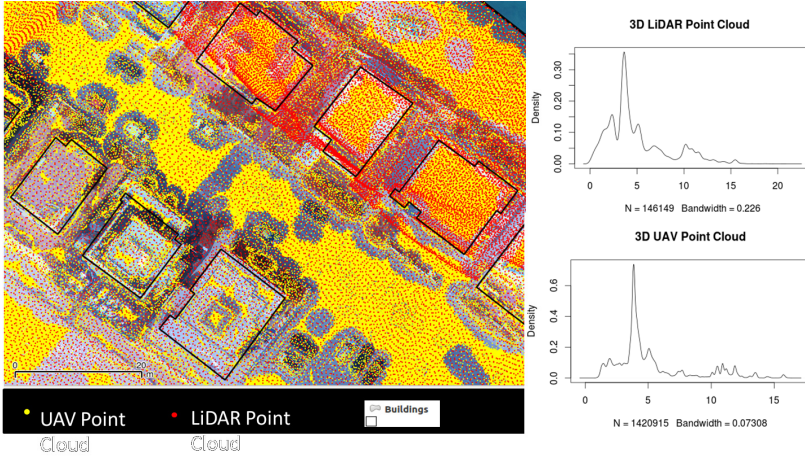 3D LiDAR Point Cloud
Density
0.00 0.10 0.20 0.30
0 5 10 15 20
N = 146149 Bandwidth = 0.226
3D UAV Point Cloud
Density
0.0 0.2 0.4 0.6
0 5 10 15
N = 1420915 Bandwidth = 0.07308
0
UAV Point
Cloud
LiDAR Point
Cloud
Buildings